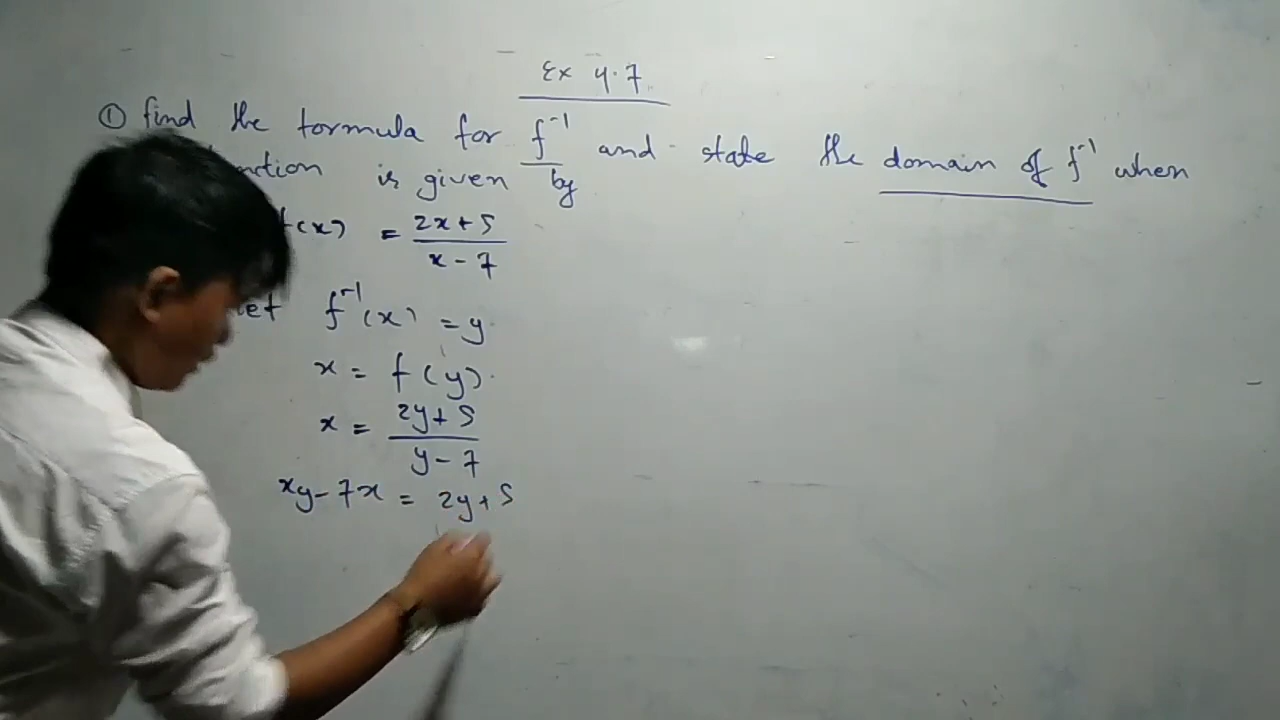 Ex 4.7
① find the formula for f⁻¹ and state the domain of f⁻¹ when
is given by
f(x) = (2x+5)/(x-7)
let f⁻¹(x) = y
x = f(y).
x = (2y+5)/(y-7)
xy-7x = 2y+5